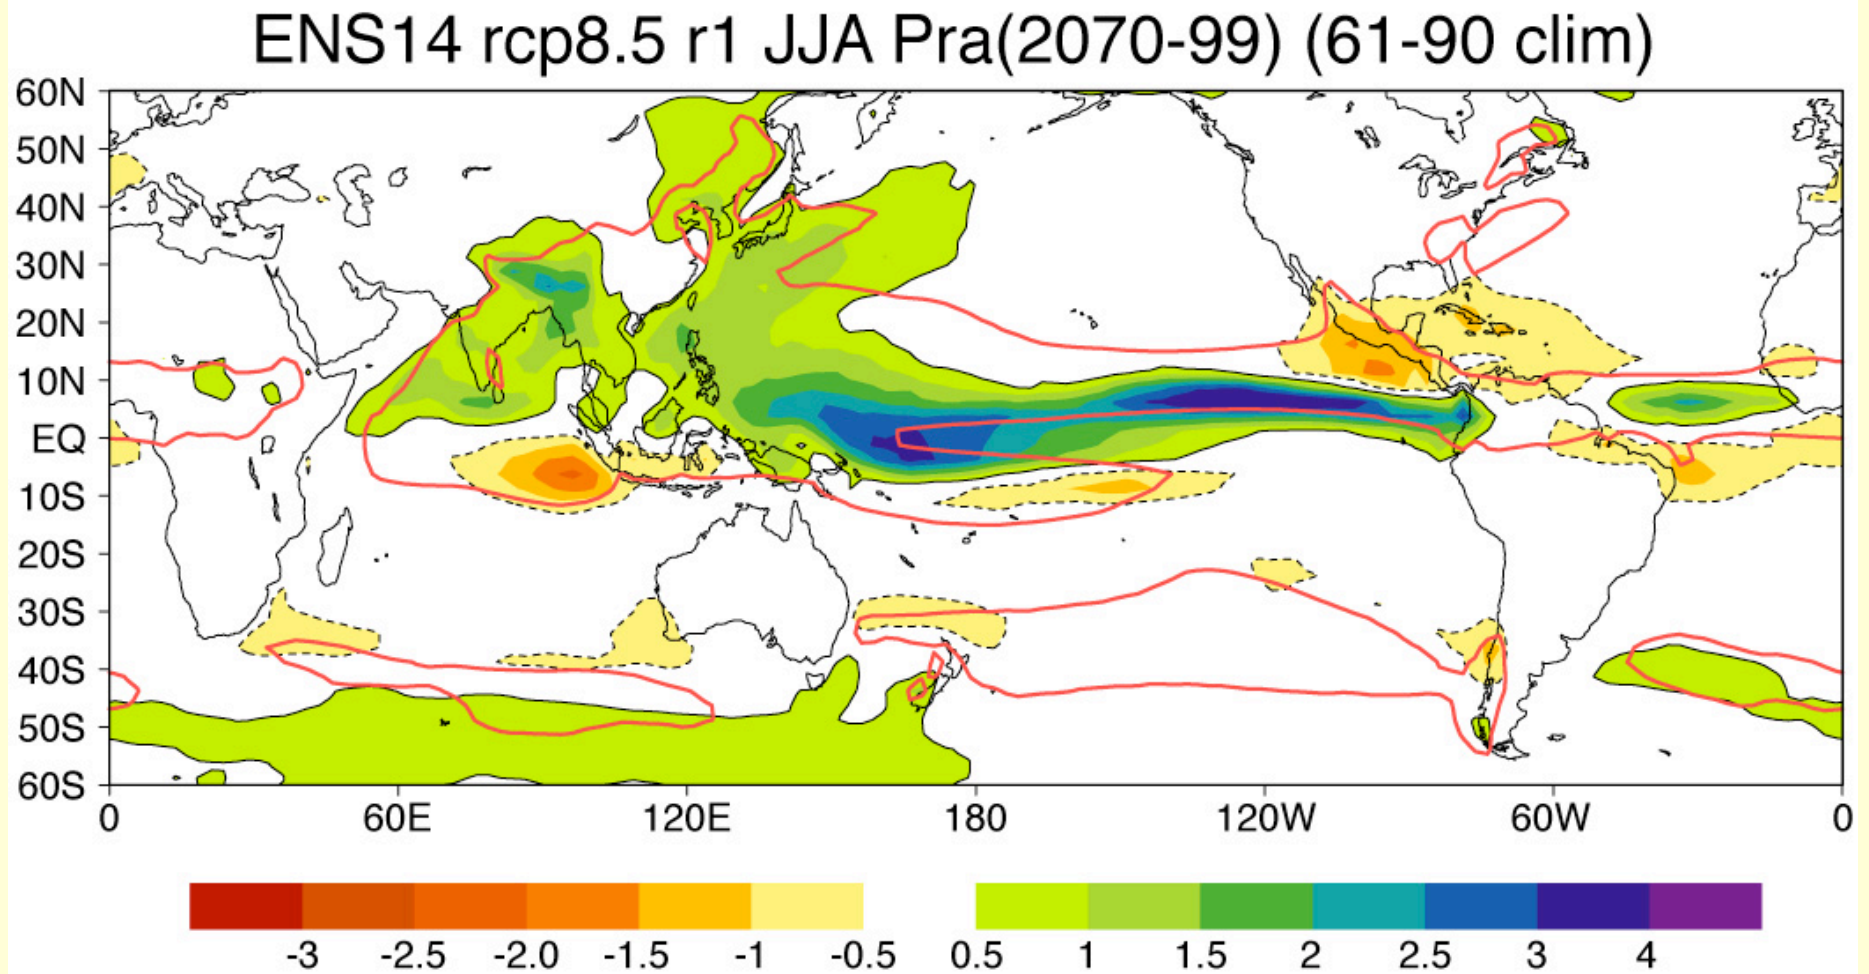 ENS14 rcp8.5 r1 JJA Pra(2070-99) (61-90 clim)
60N
50N
40N
30N
20N
10N
EQ
10S
20S
30S
40S
50S
60S
0 60E 120E 180 120W 60W 0
-3 -2.5 -2.0 -1.5 -1 -0.5 0.5 1 1.5 2 2.5 3 4